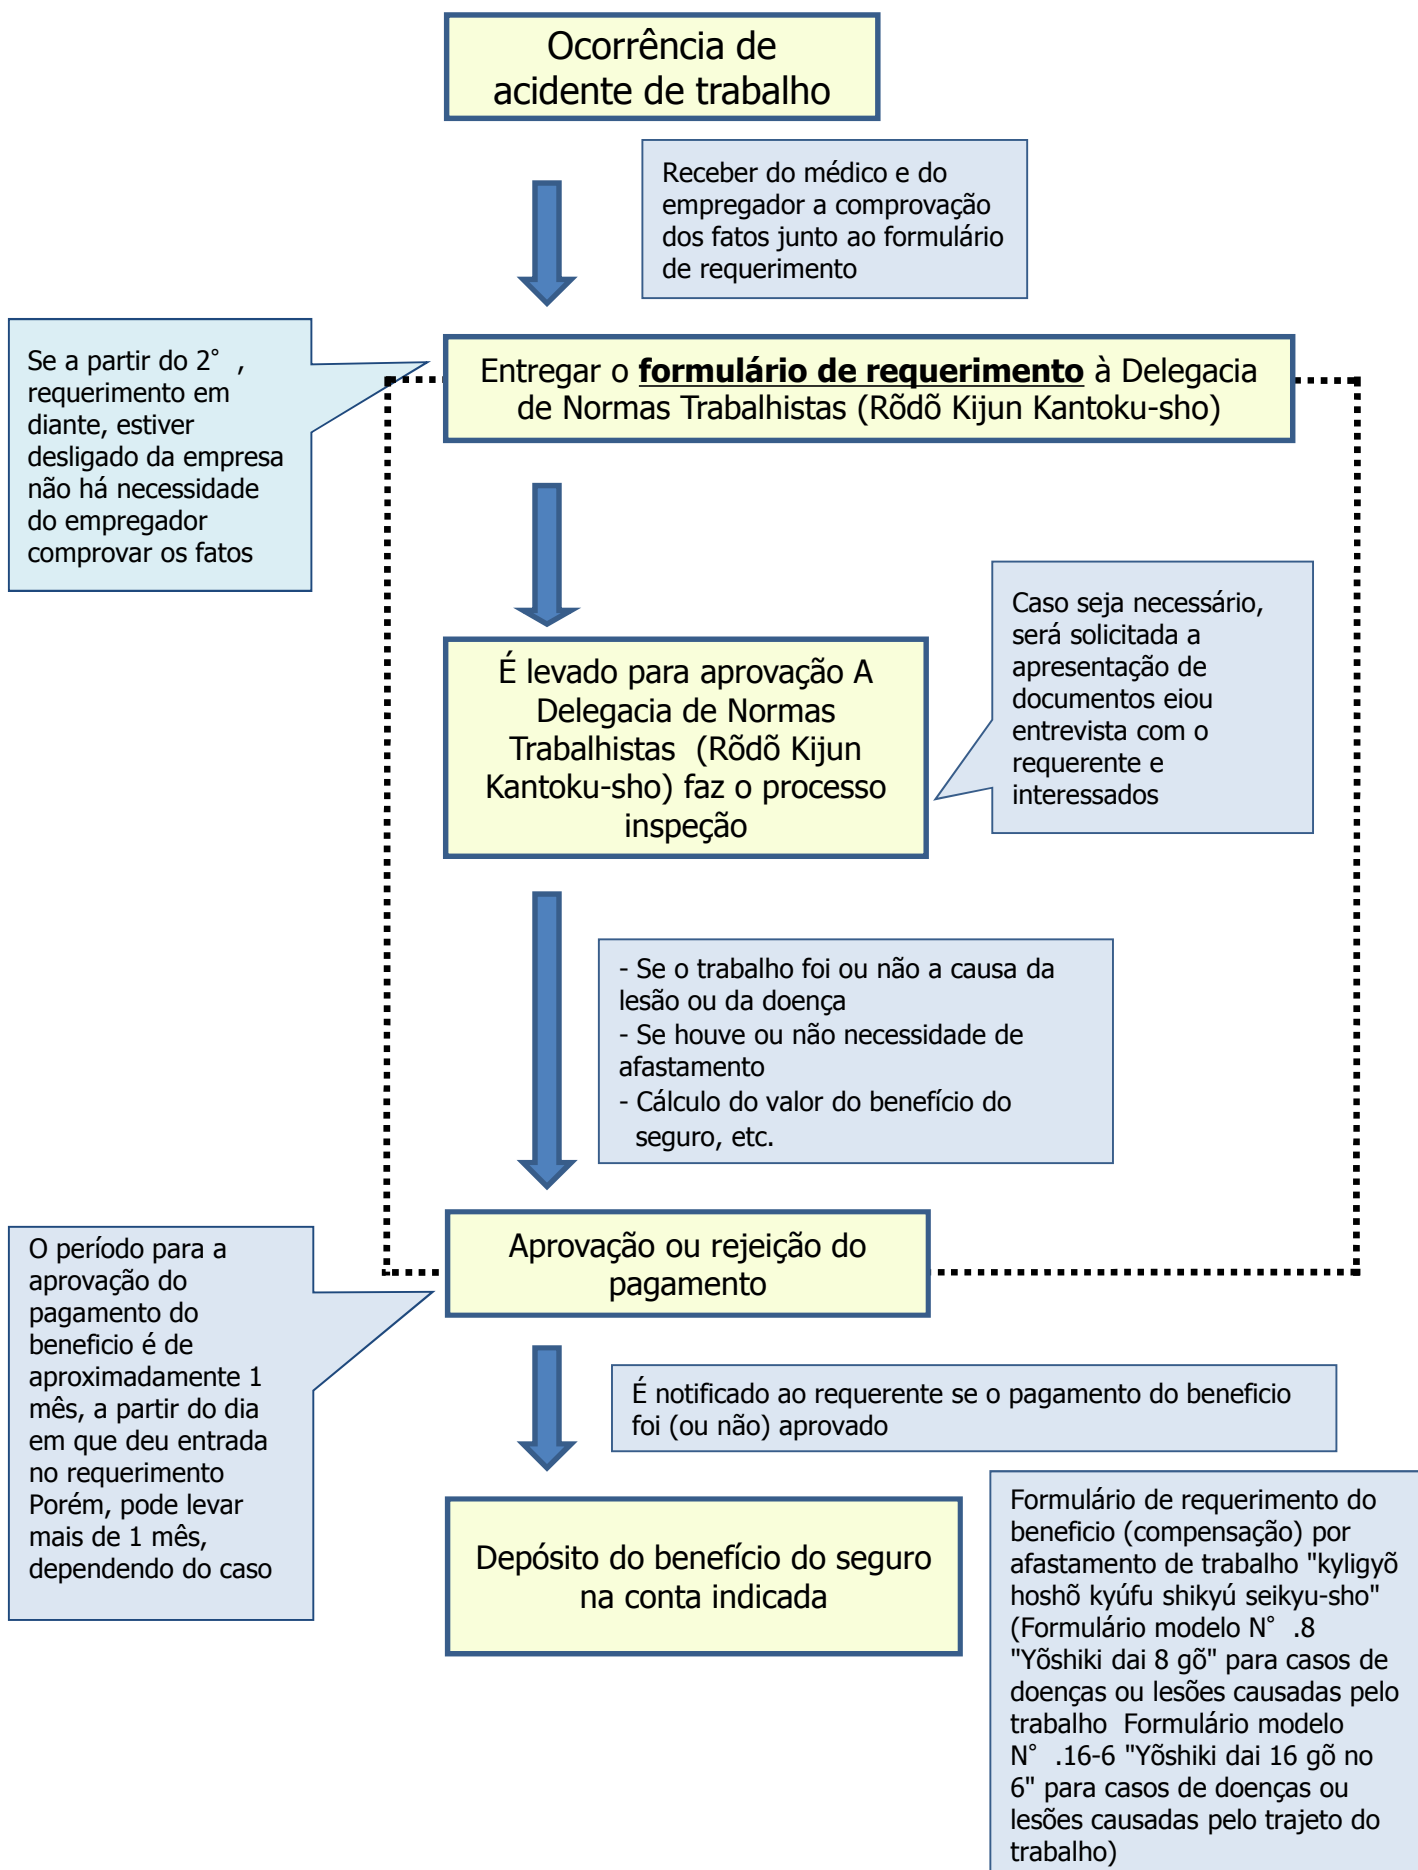 Ocorrência de
acidente de trabalho
Receber do médico e do
empregador a comprovação
dos fatos junto ao formulário
de requerimento
Se a partir do 2° ,
requerimento em
diante, estiver
desligado da empresa
não há necessidade
do empregador
comprovar os fatos
Entregar o formulário de requerimento à Delegacia
de Normas Trabalhistas (Rõdõ Kijun Kantoku-sho)
É levado para aprovação A
Delegacia de Normas
Trabalhistas (Rõdõ Kijun
Kantoku-sho) faz o processo
inspeção
Caso seja necessário,
será solicitada a
apresentação de
documentos eiou
entrevista com o
requerente e
interessados
- Se o trabalho foi ou não a causa da
lesão ou da doença
- Se houve ou não necessidade de
afastamento
- Cálculo do valor do benefício do
seguro, etc.
Aprovação ou rejeição do
pagamento
O período para a
aprovação do
pagamento do
beneficio é de
aproximadamente 1
mês, a partir do dia
em que deu entrada
no requerimento
Porém, pode levar
mais de 1 mês,
dependendo do caso
É notificado ao requerente se o pagamento do beneficio
foi (ou não) aprovado
Depósito do benefício do seguro
na conta indicada
Formulário de requerimento do
beneficio (compensação) por
afastamento de trabalho "kyligyõ
hoshõ kyúfu shikyú seikyu-sho"
(Formulário modelo N° .8
"Yõshiki dai 8 gõ" para casos de
doenças ou lesões causadas pelo
trabalho Formulário modelo
N° .16-6 "Yõshiki dai 16 gõ no
6" para casos de doenças ou
lesões causadas pelo trajeto do
trabalho)